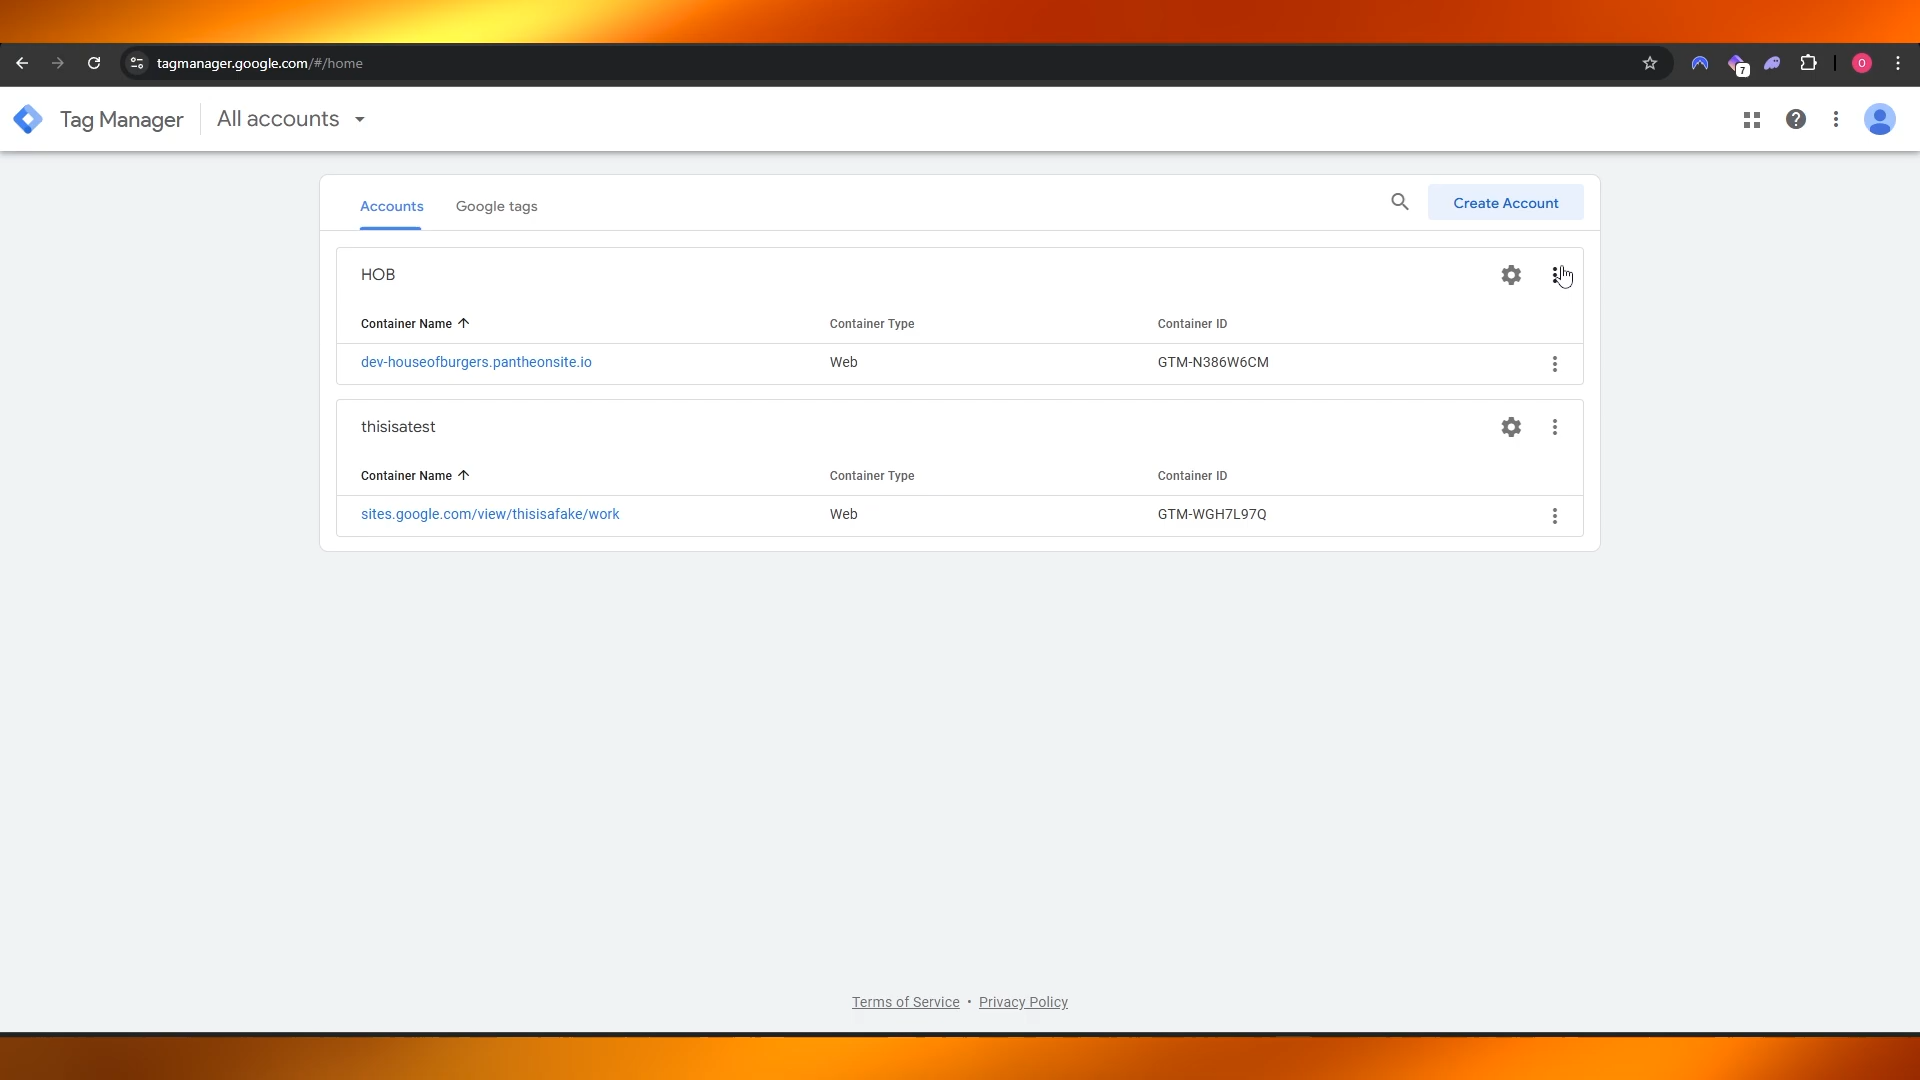 tagmanager.google.com/#/home
7
O
Tag Manager
All accounts
Accounts
Google tags
Create Account
HOB
Container Name
Container Type
Container ID
dev-houseofburgers.pantheonsite.io
Web
GTM-N386W6CM
thisisatest
Container Name
Container Type
Container ID
sites.google.com/view/thisisafake/work
Web
GTM-WGH7L97Q
Terms of Service • Privacy Policy